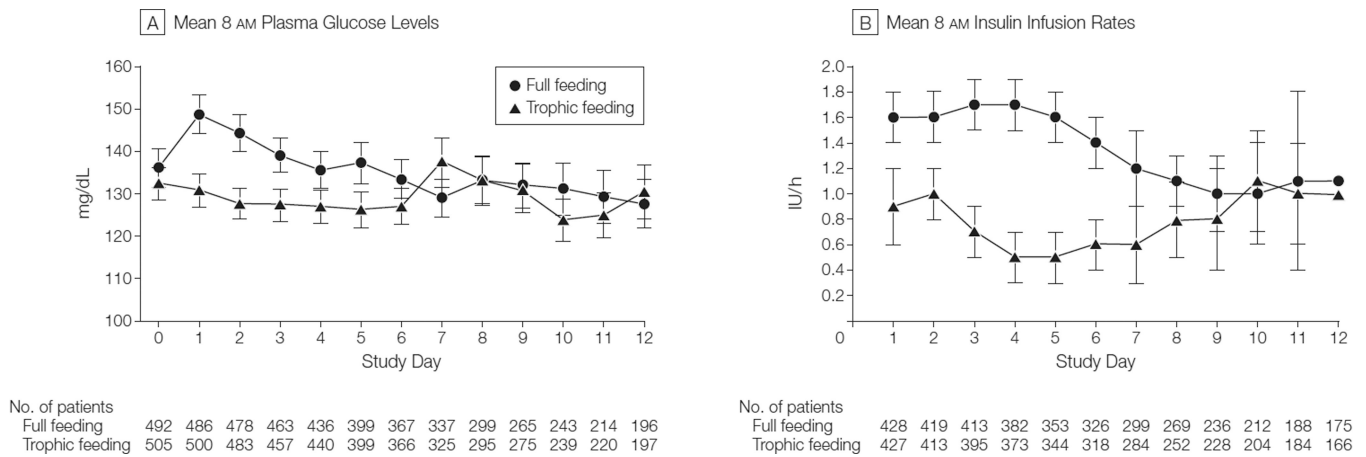 A Mean 8 AM Plasma Glucose Levels
160
150
140
130
120
110
100
mg/dL
Full feeding
Trophic feeding
0 1 2 3 4 5 6 7 8 9 10 11 12
Study Day
No. of patients
Full feeding 492 486 478 463 436 399 367 337 299 265 243 214 196
Trophic feeding 505 500 483 457 440 399 366 325 295 275 239 220 197
B Mean 8 AM Insulin Infusion Rates
2.0
1.8
1.6
1.4
1.2
1.0
0.8
0.6
0.4
0.2
IU/h
0 1 2 3 4 5 6 7 8 9 10 11 12
Study Day
No. of patients
Full feeding 428 419 413 382 353 326 299 269 236 212 188 175
Trophic feeding 427 413 395 373 344 318 284 252 228 204 184 166